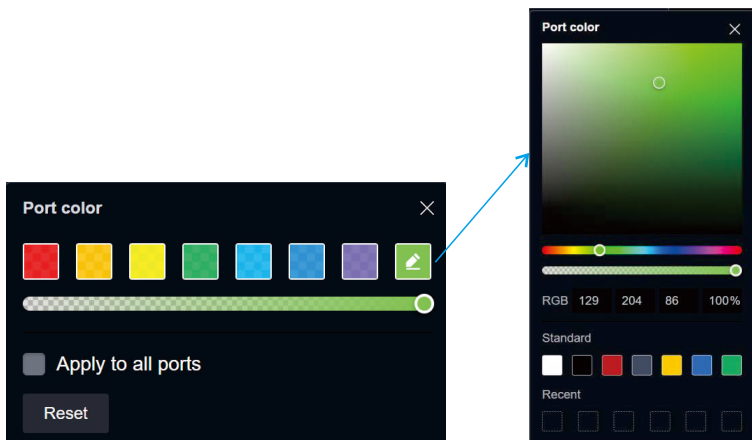 Port color
Apply to all ports
Reset
Port color
RGB 129 204 86 100%
Standard
Recent